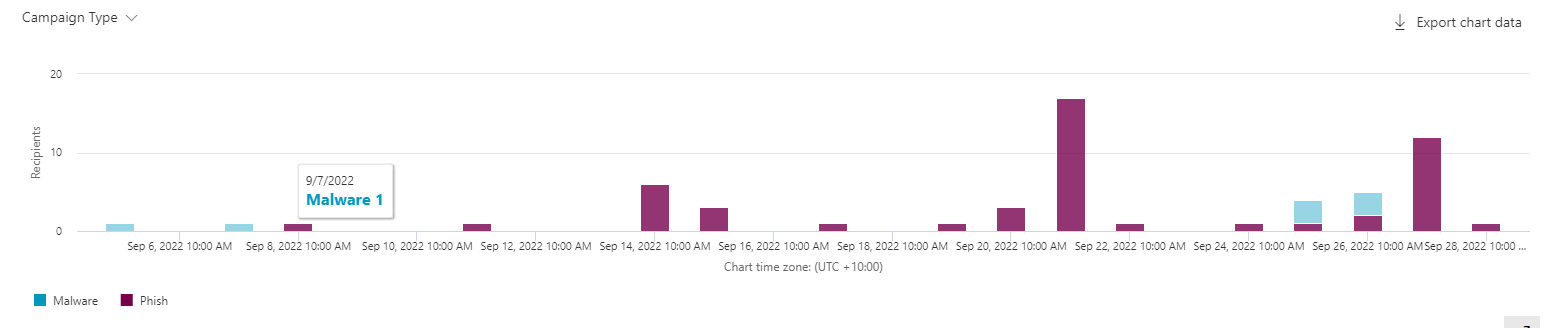 Campaign Type
Export chart data
20
10
0
Recipients
9/7/2022
Malware 1
Sep 6, 2022 10:00 AM Sep 8, 2022 10:00 AM Sep 10, 2022 10:00 AM Sep 12, 2022 10:00 AM Sep 14, 2022 10:00 AM Sep 16, 2022 10:00 AM Sep 18, 2022 10:00 AM Sep 20, 2022 10:00 AM Sep 22, 2022 10:00 AM Sep 24, 2022 10:00 AM Sep 26, 2022 10:00 AM Sep 28, 2022 10:00 ...
Chart time zone: (UTC +10:00)
Malware Phish